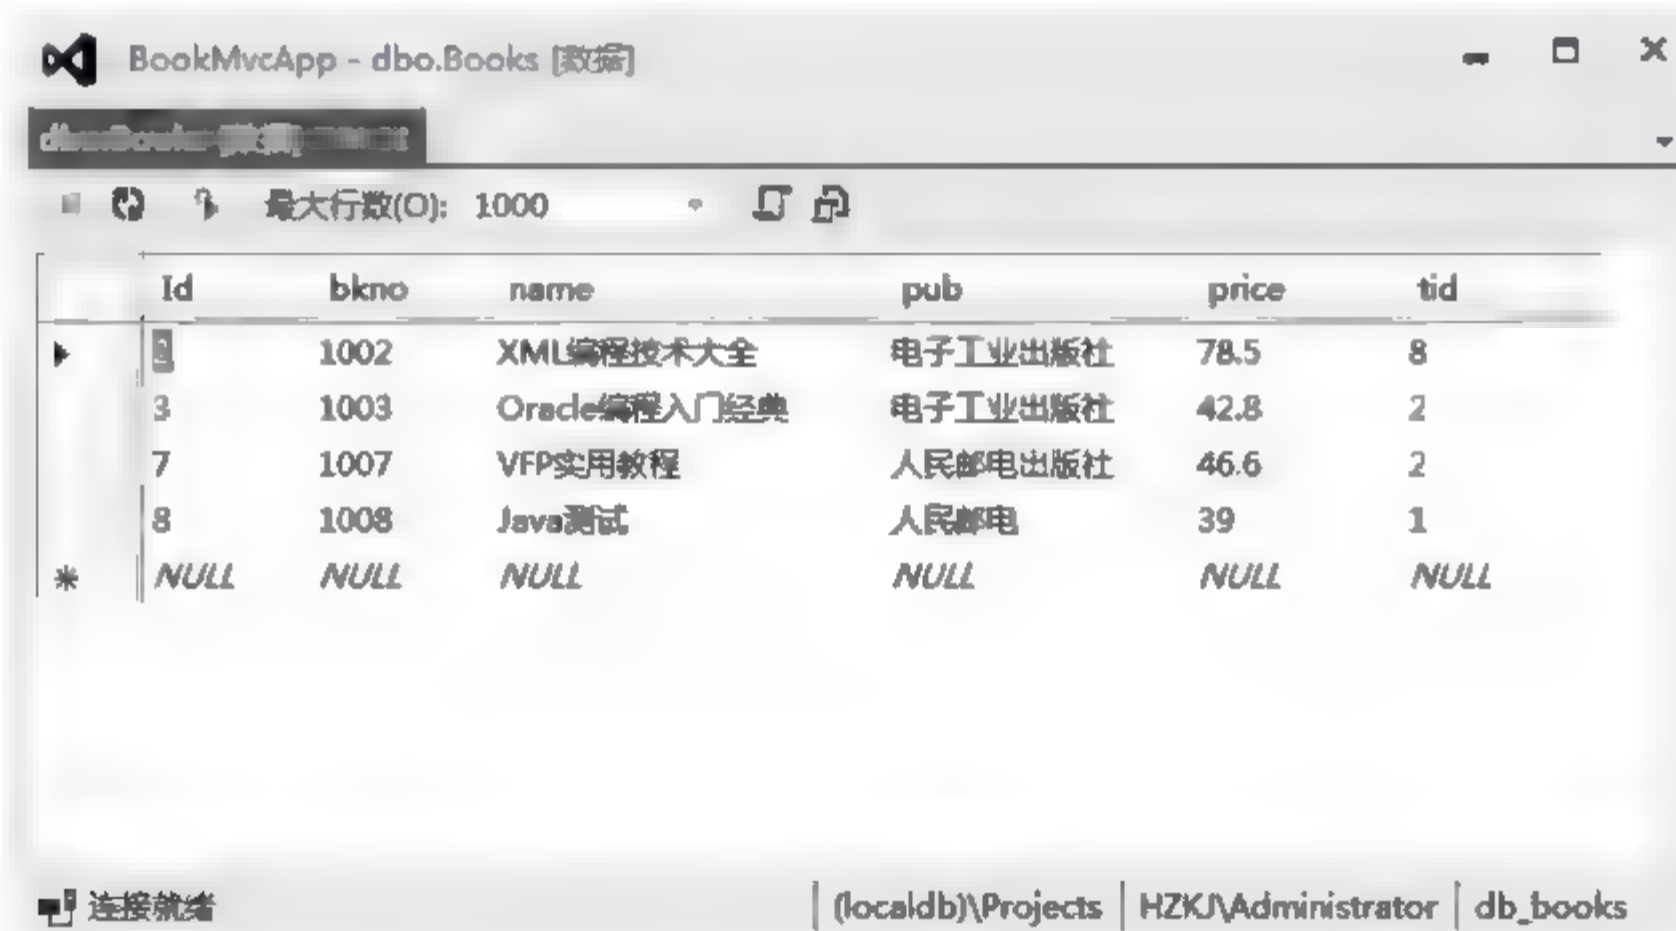 BookMvcApp - dbo.Books [数据]
最大行数(O): 1000
Id bkno name pub price tid
1002 XML编程技术大全 电子工业出版社 78.5 8
3 1003 Oracle编程入门经典 电子工业出版社 42.8 2
7 1007 VFP实用教程 人民邮电出版社 46.6 2
8 1008 Java测试 人民邮电 39 1
NULL NULL NULL NULL NULL NULL
连接就绪 (localdb)\Projects HZKJ\Administrator db_books